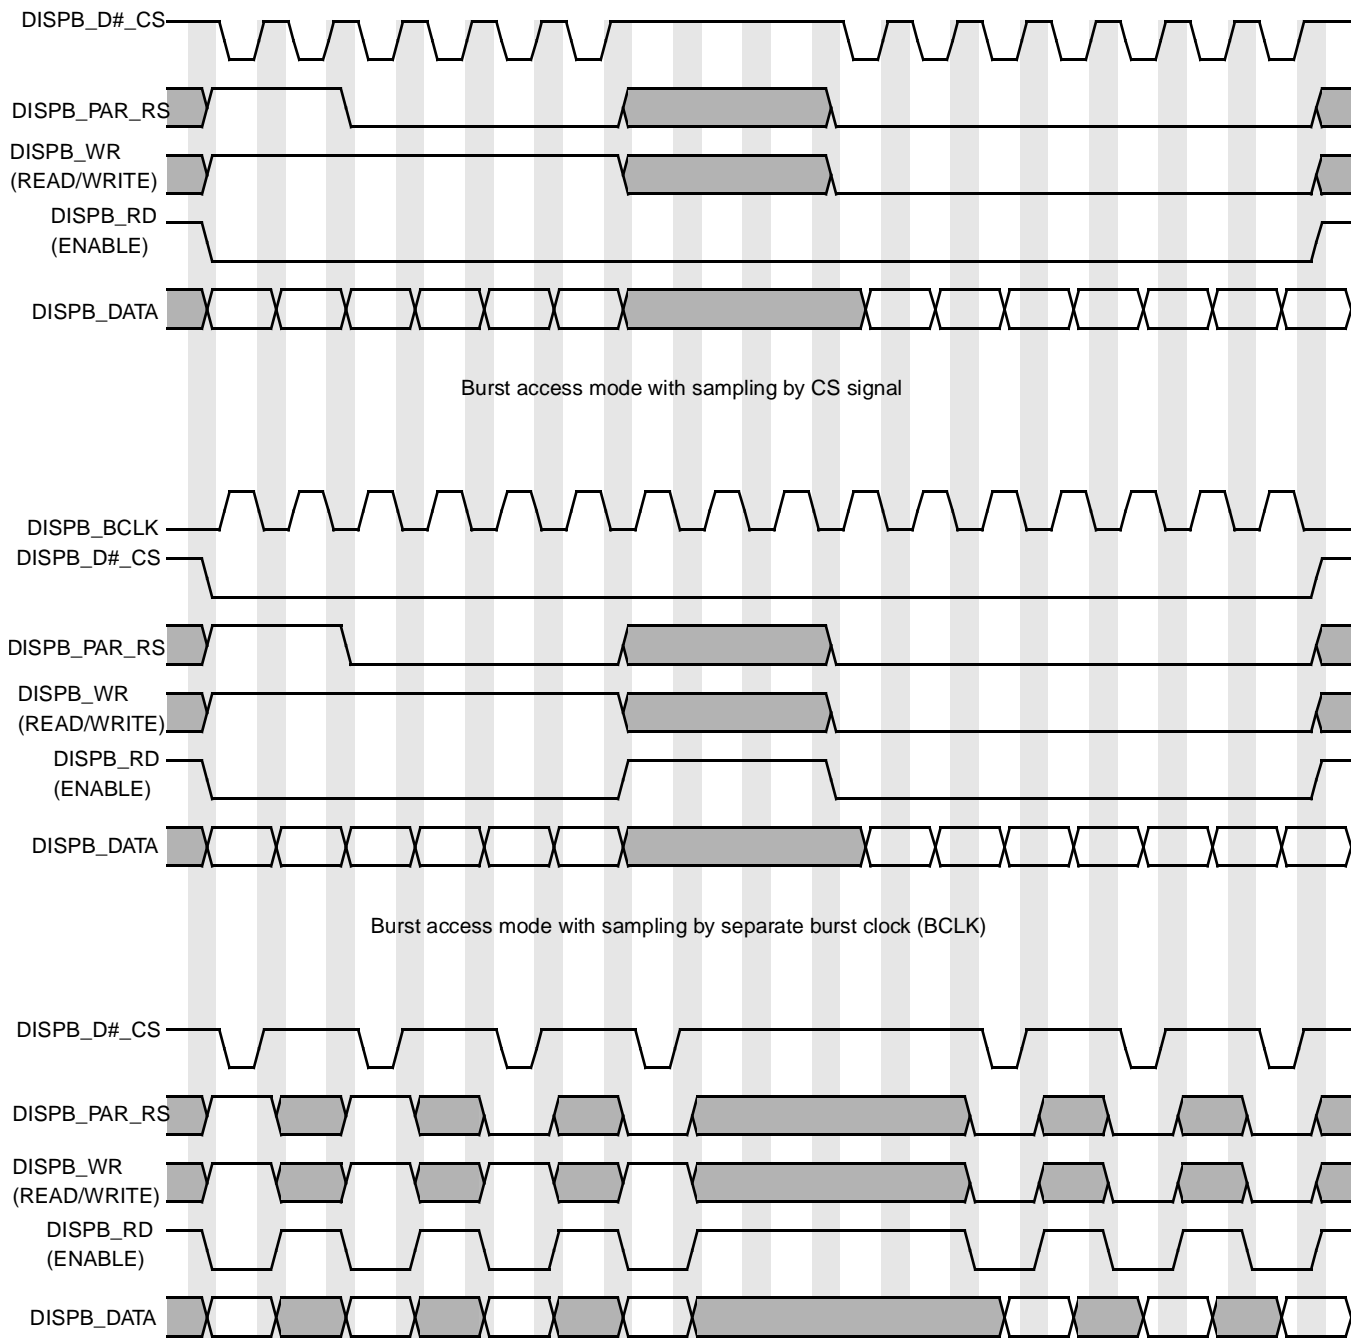 DISPB_D#_CS
DISPB_PAR_RS
DISPB_WR
(READ/WRITE)
DISPB_RD
(ENABLE)
DISPB_DATA
Burst access mode with sampling by CS signal
DISPB_BCLK
DISPB_D#_CS
DISPB_PAR_RS
DISPB_WR
(READ/WRITE)
DISPB_RD
(ENABLE)
DISPB_DATA
Burst access mode with sampling by separate burst clock (BCLK)
DISPB_D#_CS
DISPB_PAR_RS
DISPB_WR
(READ/WRITE)
DISPB_RD
(ENABLE)
DISPB_DATA